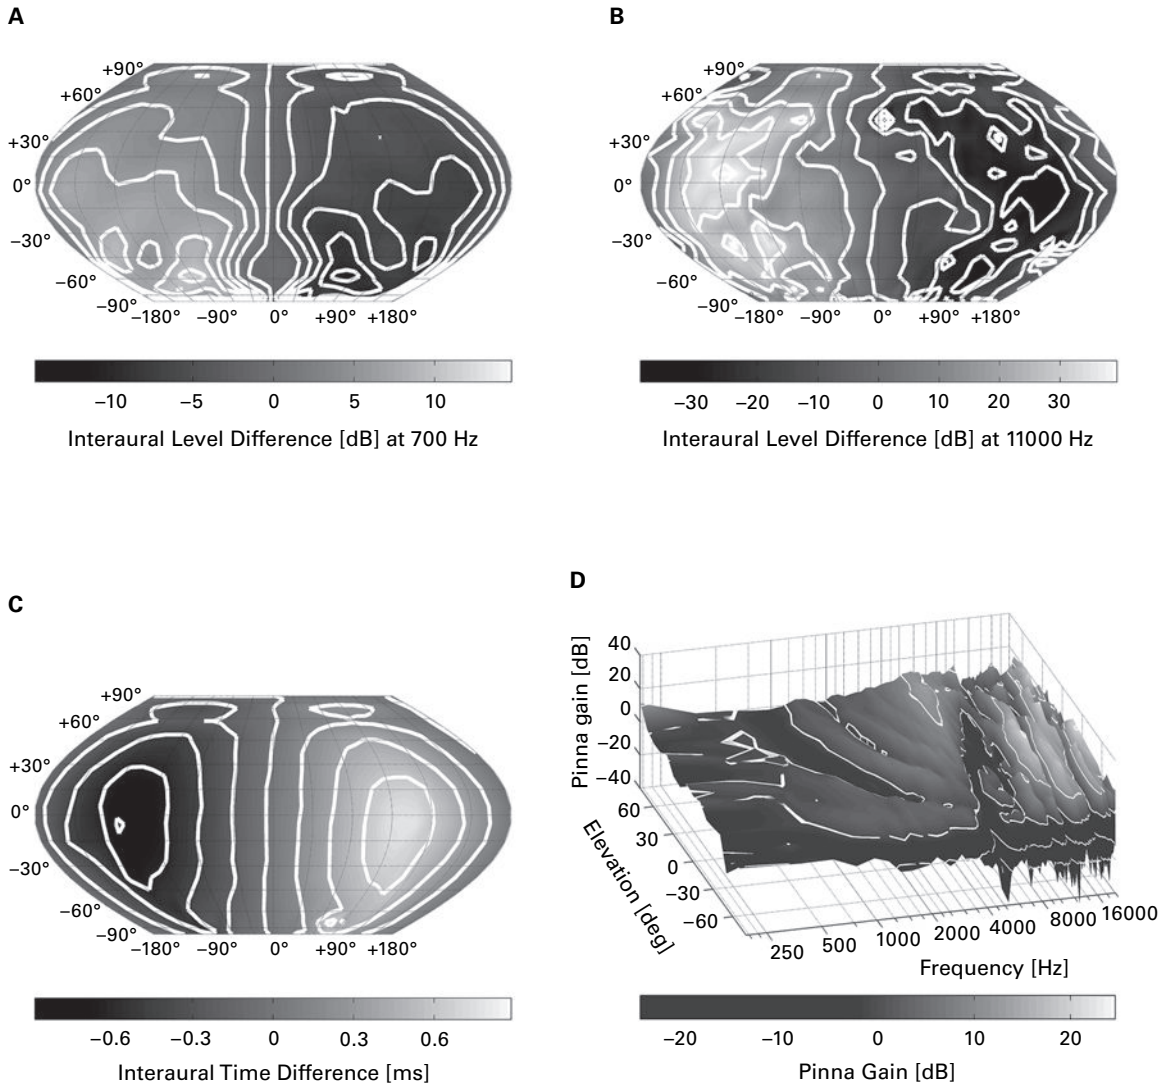 A
+90°
+60°
+30°
0°
−30°
−60°
−90°
−180° −90° 0° +90° +180°
−10 −5 0 5 10
Interaural Level Difference [dB] at 700 Hz
B
+90°
+60°
+30°
0°
−30°
−60°
−90°
−180° −90° 0° +90° +180°
−30 −20 −10 0 10 20 30
Interaural Level Difference [dB] at 11000 Hz
C
+90°
+60°
+30°
0°
−30°
−60°
−90°
−180° −90° 0° +90° +180°
−0.6 −0.3 0 0.3 0.6
Interaural Time Difference [ms]
D
Pinna gain [dB]
40
20
0
−20
−40
Elevation [deg]
60
30
0
−30
−60
250 500 1000 2000 4000 8000 16000
Frequency [Hz]
−20 −10 0 10 20
Pinna Gain [dB]